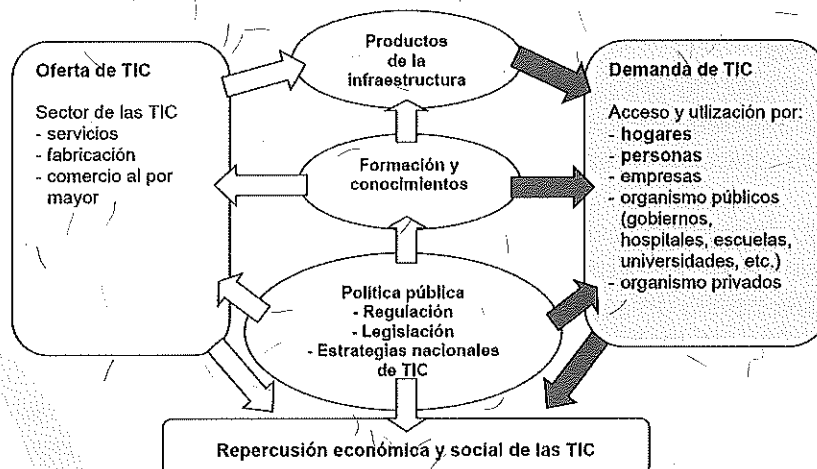 Oferta de TIC
Sector de las TIC
- servicios
- fabricación
- comercio al por
mayor
Productos
de la
infraestructura
Formación y
conocimientos
Política pública
- Regulación
- Legislación
- Estrategias nacionales
de TIC
Demanda de TIC
Acceso y utlización por:
- hogares
- personas
- empresas
- organismo públicos
(gobiernos,
hospitales, escuelas,
universidades, etc.)
- organismo privados
Repercusión económica y social de las TIC